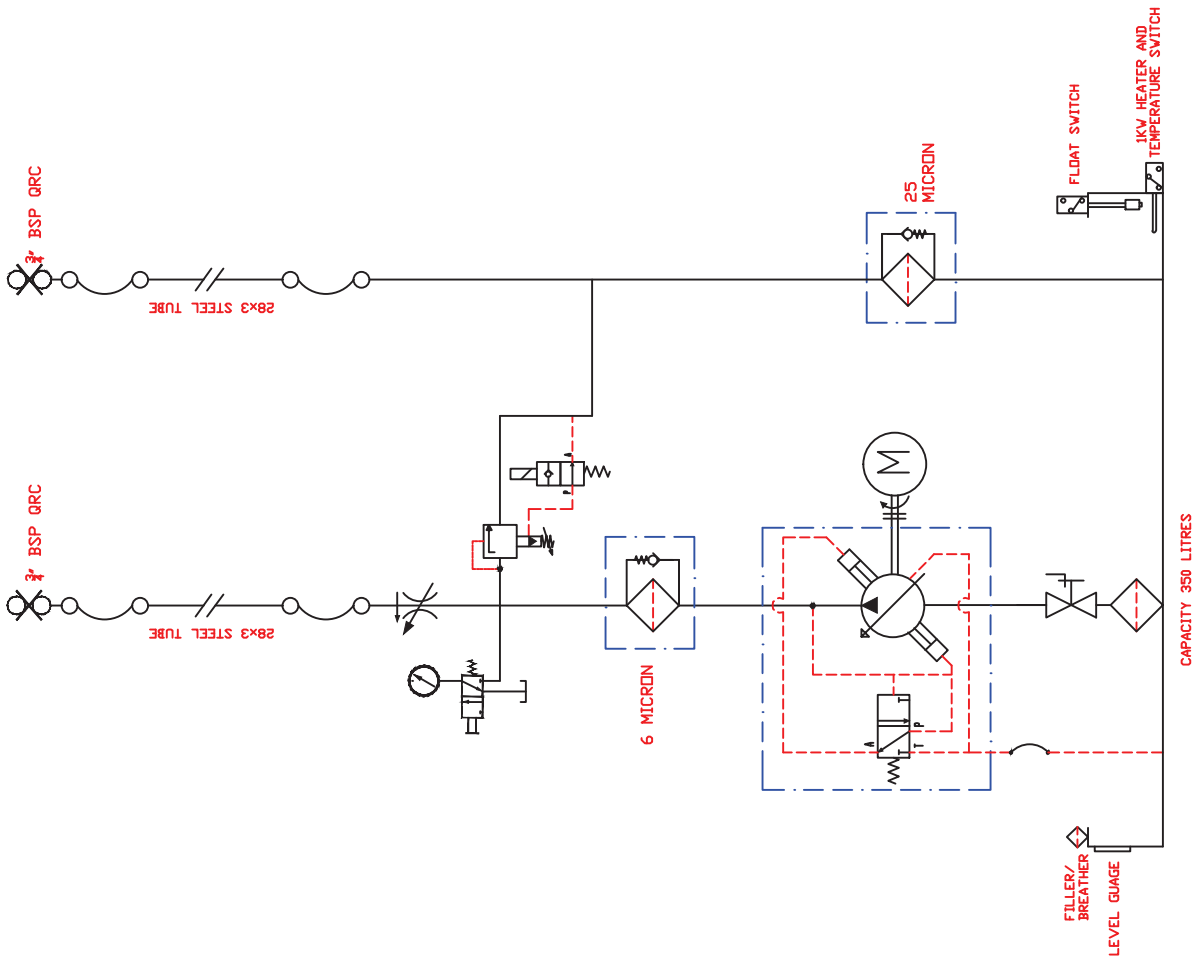 3/4" BSP QRC
3/4" BSP QRC
28x3 STEEL TUBE
28x3 STEEL TUBE
P
A
6 MICRON
A
T
P
M
25
MICRON
FILLER/
BREATHER
LEVEL GUAGE
FLOAT SWITCH
1KW HEATER AND
TEMPERATURE SWITCH
CAPACITY 350 LITRES